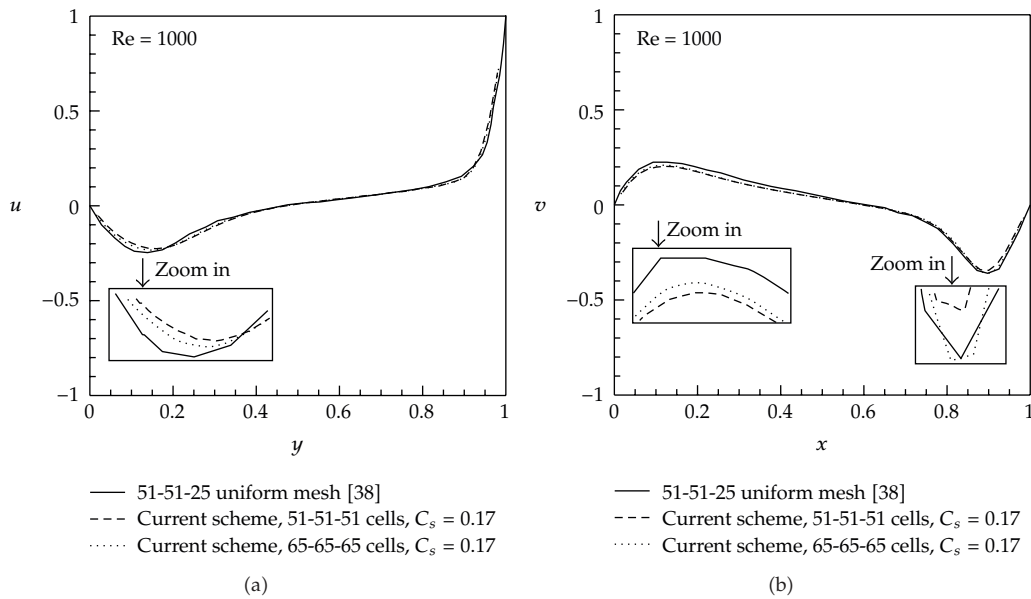 1
Re = 1000
0.5
u
0
Zoom in
−0.5
−1
0
0.2
0.4
0.6
0.8
1
y
51-51-25 uniform mesh [38]
Current scheme, 51-51-51 cells, Cs = 0.17
Current scheme, 65-65-65 cells, Cs = 0.17
(a)
1
Re = 1000
0.5
v
0
Zoom in
Zoom in
−0.5
−1
0
0.2
0.4
0.6
0.8
1
x
51-51-25 uniform mesh [38]
Current scheme, 51-51-51 cells, Cs = 0.17
Current scheme, 65-65-65 cells, Cs = 0.17
(b)